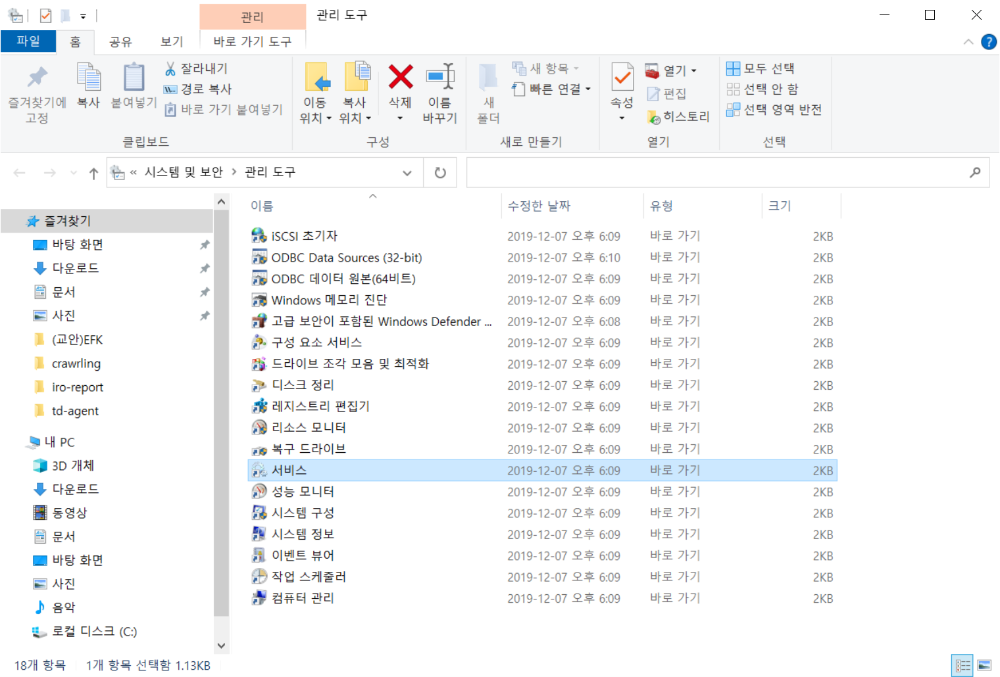 관리
관리 도구
파일
홈
공유
보기
바로 가기 도구
즐겨찾기에 고정
복사
붙여넣기
잘라내기
경로 복사
바로 가기 붙여넣기
클립보드
이동 위치
복사 위치
삭제
이름 바꾸기
구성
새 폴더
새 항목
빠른 연결
새로 만들기
속성
열기
편집
히스토리
열기
모두 선택
선택 안 함
선택 영역 반전
선택
« 시스템 및 보안 > 관리 도구
즐겨찾기
바탕 화면
다운로드
문서
사진
(교안)EFK
crawrling
iro-report
td-agent
내 PC
3D 개체
다운로드
동영상
문서
바탕 화면
사진
음악
로컬 디스크 (C:)
이름 수정한 날짜 유형 크기
iSCSI 초기자 2019-12-07 오후 6:09 바로 가기 2KB
ODBC Data Sources (32-bit) 2019-12-07 오후 6:10 바로 가기 2KB
ODBC 데이터 원본(64비트) 2019-12-07 오후 6:09 바로 가기 2KB
Windows 메모리 진단 2019-12-07 오후 6:09 바로 가기 2KB
고급 보안이 포함된 Windows Defender ... 2019-12-07 오후 6:08 바로 가기 2KB
구성 요소 서비스 2019-12-07 오후 6:09 바로 가기 2KB
드라이브 조각 모음 및 최적화 2019-12-07 오후 6:09 바로 가기 2KB
디스크 정리 2019-12-07 오후 6:09 바로 가기 2KB
레지스트리 편집기 2019-12-07 오후 6:09 바로 가기 2KB
리소스 모니터 2019-12-07 오후 6:09 바로 가기 2KB
복구 드라이브 2019-12-07 오후 6:09 바로 가기 2KB
서비스 2019-12-07 오후 6:09 바로 가기 2KB
성능 모니터 2019-12-07 오후 6:09 바로 가기 2KB
시스템 구성 2019-12-07 오후 6:09 바로 가기 2KB
시스템 정보 2019-12-07 오후 6:09 바로 가기 2KB
이벤트 뷰어 2019-12-07 오후 6:09 바로 가기 2KB
작업 스케줄러 2019-12-07 오후 6:09 바로 가기 2KB
컴퓨터 관리 2019-12-07 오후 6:09 바로 가기 2KB
18개 항목 1개 항목 선택함 1.13KB